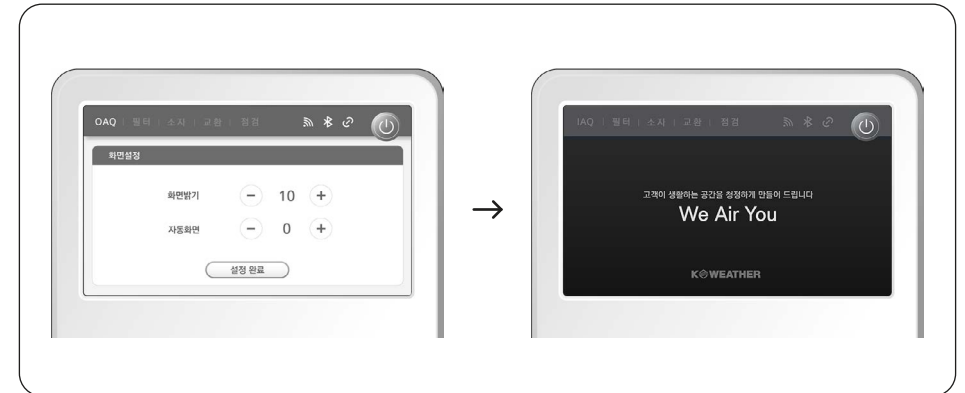 OAQ | 필터 | 소시 | 교환 | 점검
화면설정
화면밝기 − 10 +
자동화면 − 0 +
설정 완료
→
IAQ | 필터 | 소시 | 교환 | 점검
고객이 생활하는 공간을 청정하게 만들어 드립니다
We Air You
KWEATHER